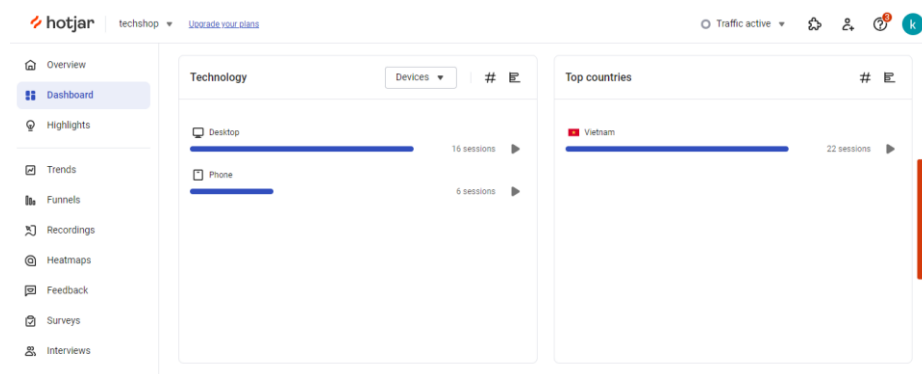 hotjar techshop Upgrade your plans Traffic active 3 k
Overview
Dashboard
Highlights
Trends
Funnels
Recordings
Heatmaps
Feedback
Surveys
Interviews
Technology Devices #
Desktop
16 sessions
Phone
6 sessions
Top countries #
Vietnam
22 sessions